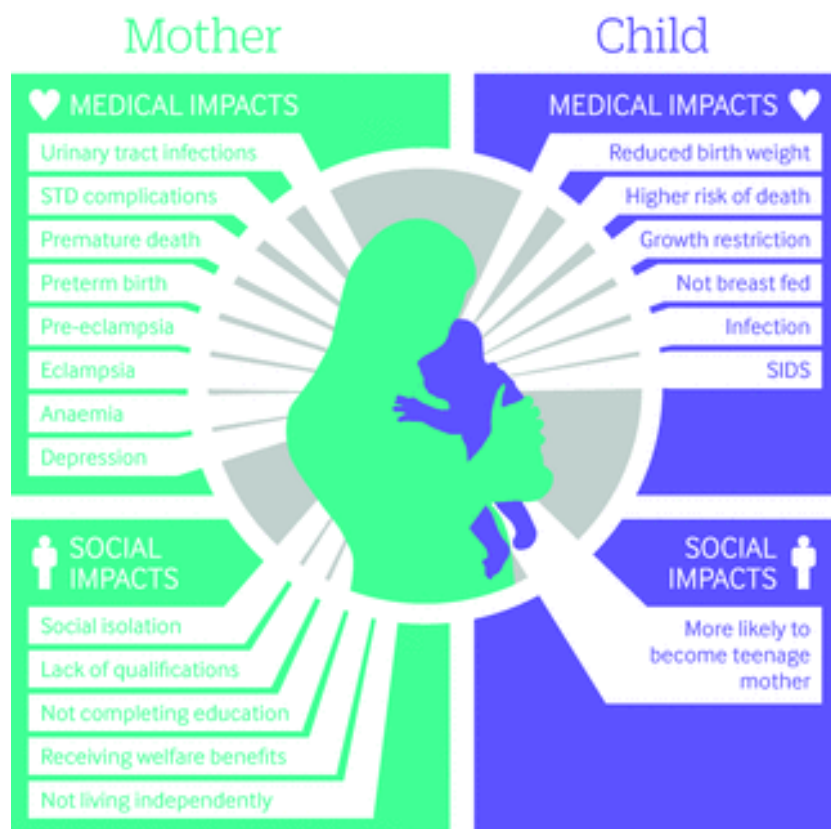 Mother
MEDICAL IMPACTS
Urinary tract infections
STD complications
Premature death
Preterm birth
Pre-eclampsia
Eclampsia
Anaemia
Depression
SOCIAL
IMPACTS
Social isolation
Lack of qualifications
Not completing education
Receiving welfare benefits
Not living independently
Child
MEDICAL IMPACTS
Reduced birth weight
Higher risk of death
Growth restriction
Not breast fed
Infection
SIDS
SOCIAL
IMPACTS
More likely to
become teenage
mother